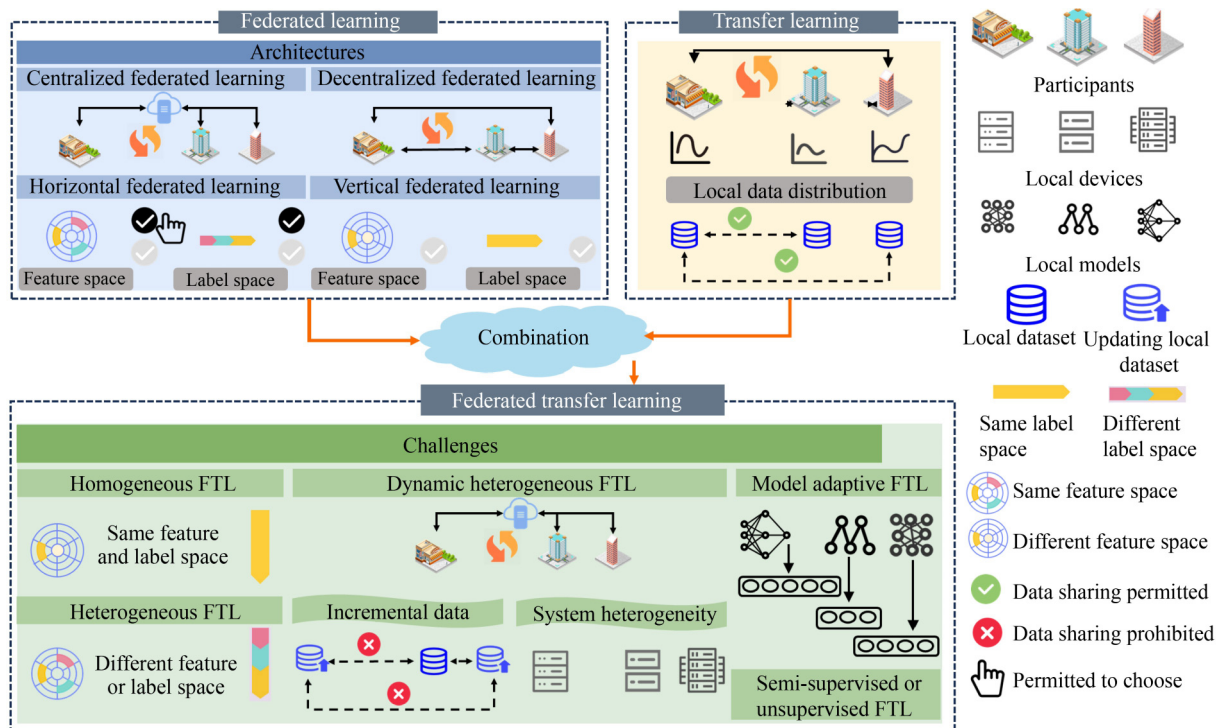 Federated learning
Architectures
Centralized federated learning
Decentralized federated learning
Horizontal federated learning
Vertical federated learning
Feature space
Label space
Feature space
Label space
Transfer learning
Local data distribution
Combination
Federated transfer learning
Challenges
Homogeneous FTL
Same feature
and label space
Heterogeneous FTL
Different feature
or label space
Dynamic heterogeneous FTL
Incremental data
System heterogeneity
Model adaptive FTL
Semi-supervised or
unsupervised FTL
Participants
Local devices
Local models
Local dataset
Updating local
dataset
Same label
space
Different
label space
Same feature space
Different feature space
Data sharing permitted
Data sharing prohibited
Permitted to choose